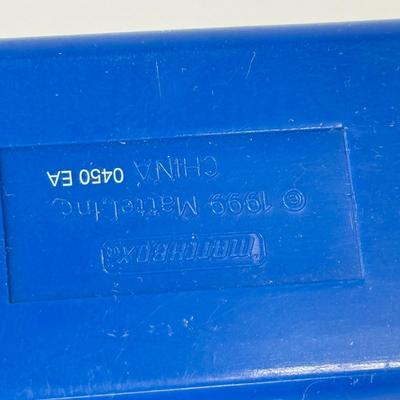 MATCHBOX
© 1999 Mattel, Inc.
CHINA 0450 EA